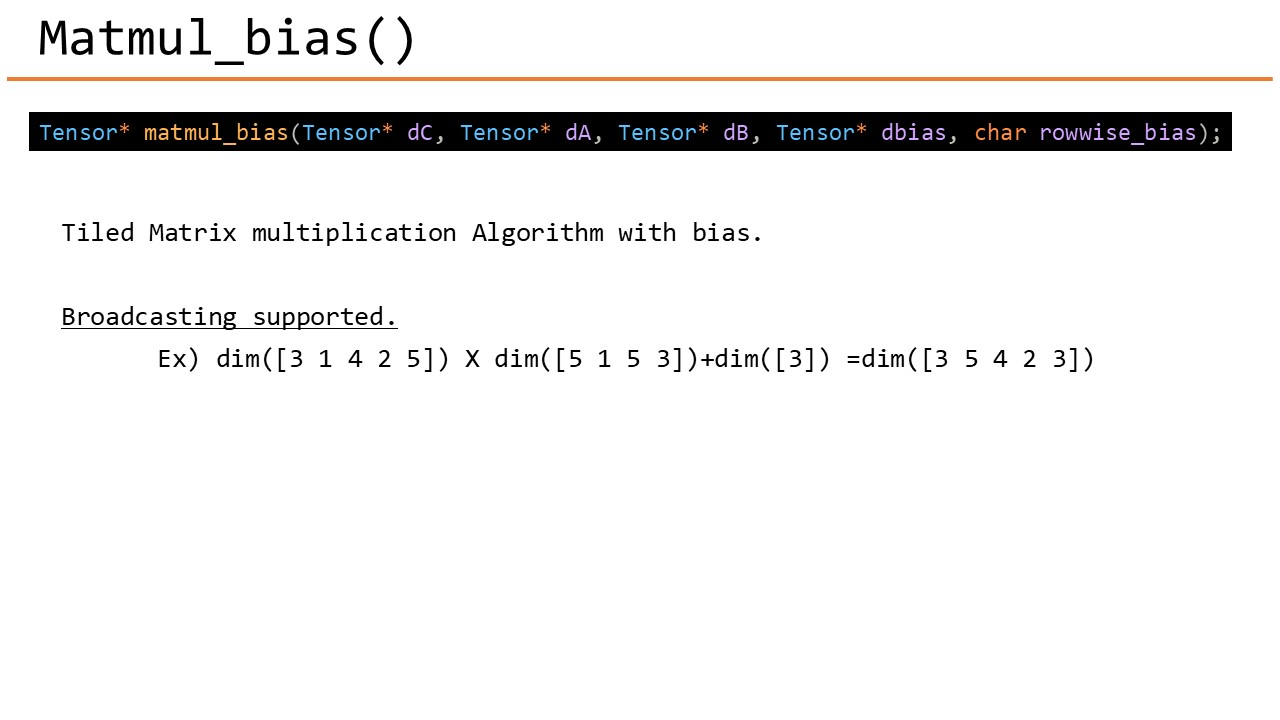 Matmul_bias()
Tensor* matmul_bias(Tensor* dC, Tensor* dA, Tensor* dB, Tensor* dbias, char rowwise_bias);
Tiled Matrix multiplication Algorithm with bias.
Broadcasting supported.
Ex) dim([3 1 4 2 5]) X dim([5 1 5 3])+dim([3]) =dim([3 5 4 2 3])